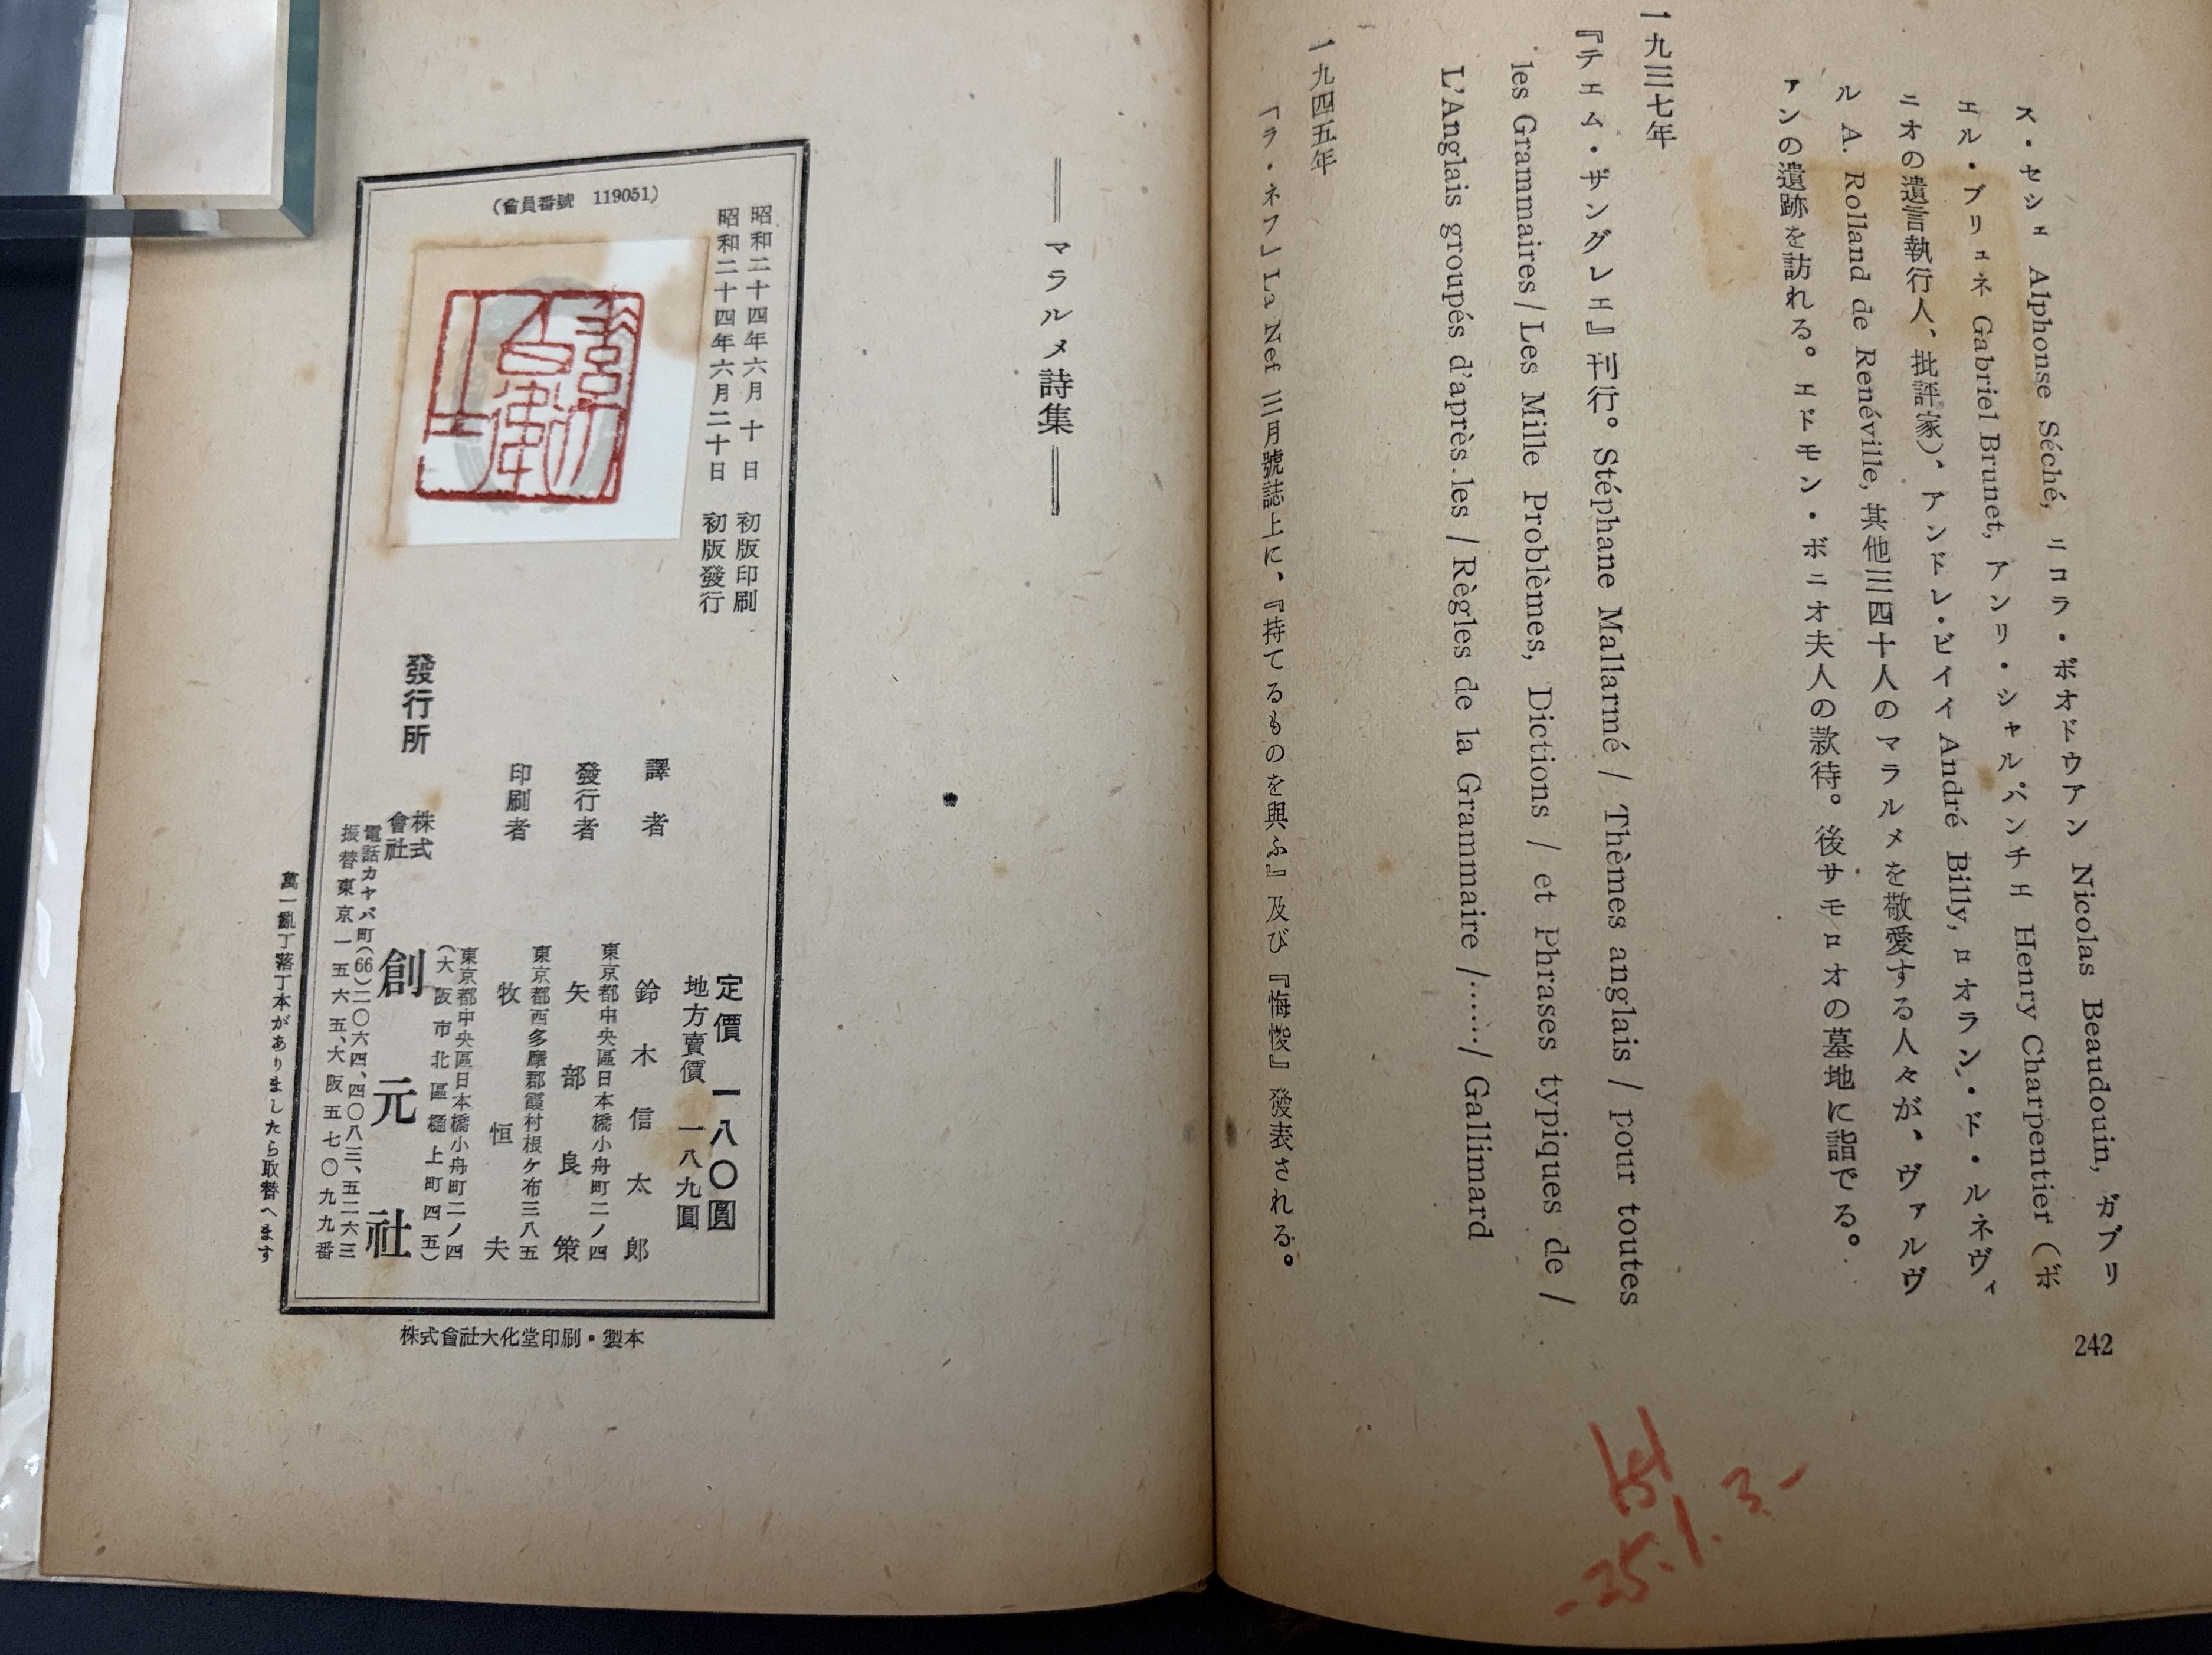 ス・セシェ Alphonse Séché, ニコラ・ボオドウアン Nicolas Beaudouin, ガブリ
エル・ブリュネ Gabriel Brunet, アンリ・シャルパンチエ Henry Charpentier (ボ
ニオの遺言執行人、批評家)、アンドレ・ビイイ André Billy, ロオラン・ド・ルネヴィ
ル A. Rolland de Renéville, 其他三四十人のマラルメを敬愛する人々が、ヴァルヴ
アンの遺跡を訪れる。エドモン・ボニオ夫人の款待。後サモロオの墓地に詣でる。
一九三七年
『テエム・ザングレエ』刊行。Stéphane Mallarmé / Thèmes anglais / pour toutes
les Grammaires / Les Mille Problèmes, Dictions / et Phrases typiques de /
L'Anglais groupés d'après les / Règles de la Grammaire /……/ Gallimard
一九四五年
「ラ・ネフ」La Nef 三月號誌上に、『持てるものを與ふ』及び『悔悛』發表される。
242
25.1.3-
マラルメ詩集
(會員番號 119051)
昭和二十四年六月 十 日 初版印刷
昭和二十四年六月二十日 初版發行
定價 一八〇圓
地方賣價 一八九圓
譯者 鈴木信太郎
東京都中央區日本橋小舟町二ノ四
發行者 矢部良策
東京都西多摩郡霞村根ケ布三八五
印刷者 牧恒夫
東京都中央區日本橋小舟町二ノ四
(大阪市北區樋上町四五)
發行所 株式會社 創元社
電話カヤバ町(66)二〇六四、四〇八三、五二六三
振替東京一五六五、大阪五七〇九九番
萬一亂丁落丁本がありましたら取替へます
株式會社大化堂印刷・製本